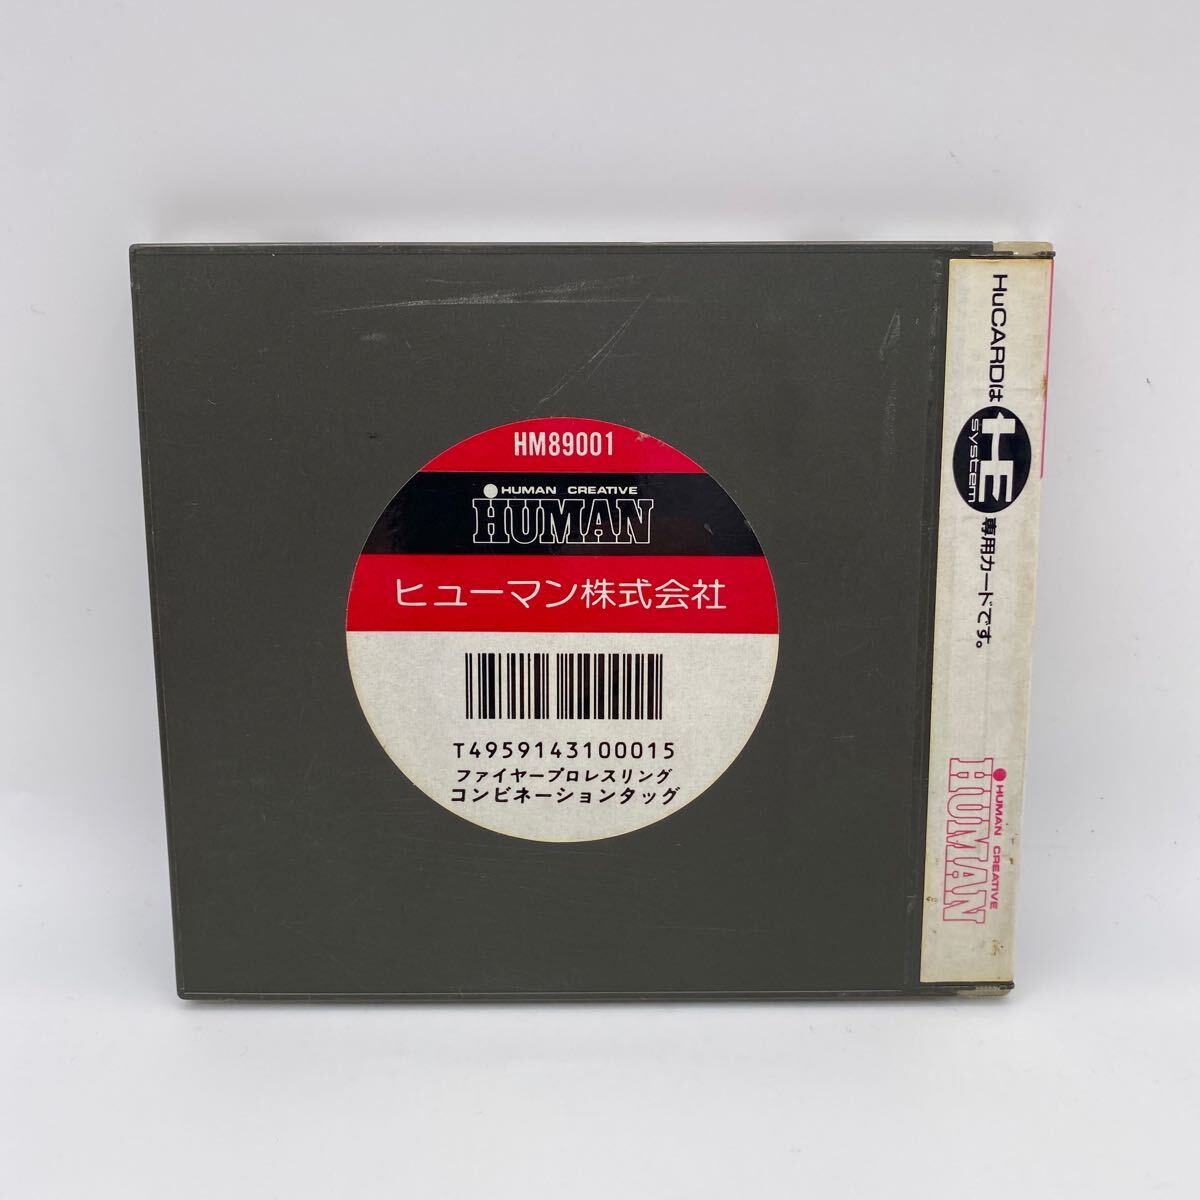 HM89001
HUMAN CREATIVE
HUMAN
ヒューマン株式会社
T4959143100015
ファイヤープロレスリング
コンビネーションタッグ
HuCARDは HE system 専用カードです。
HUMAN CREATIVE
HUMAN